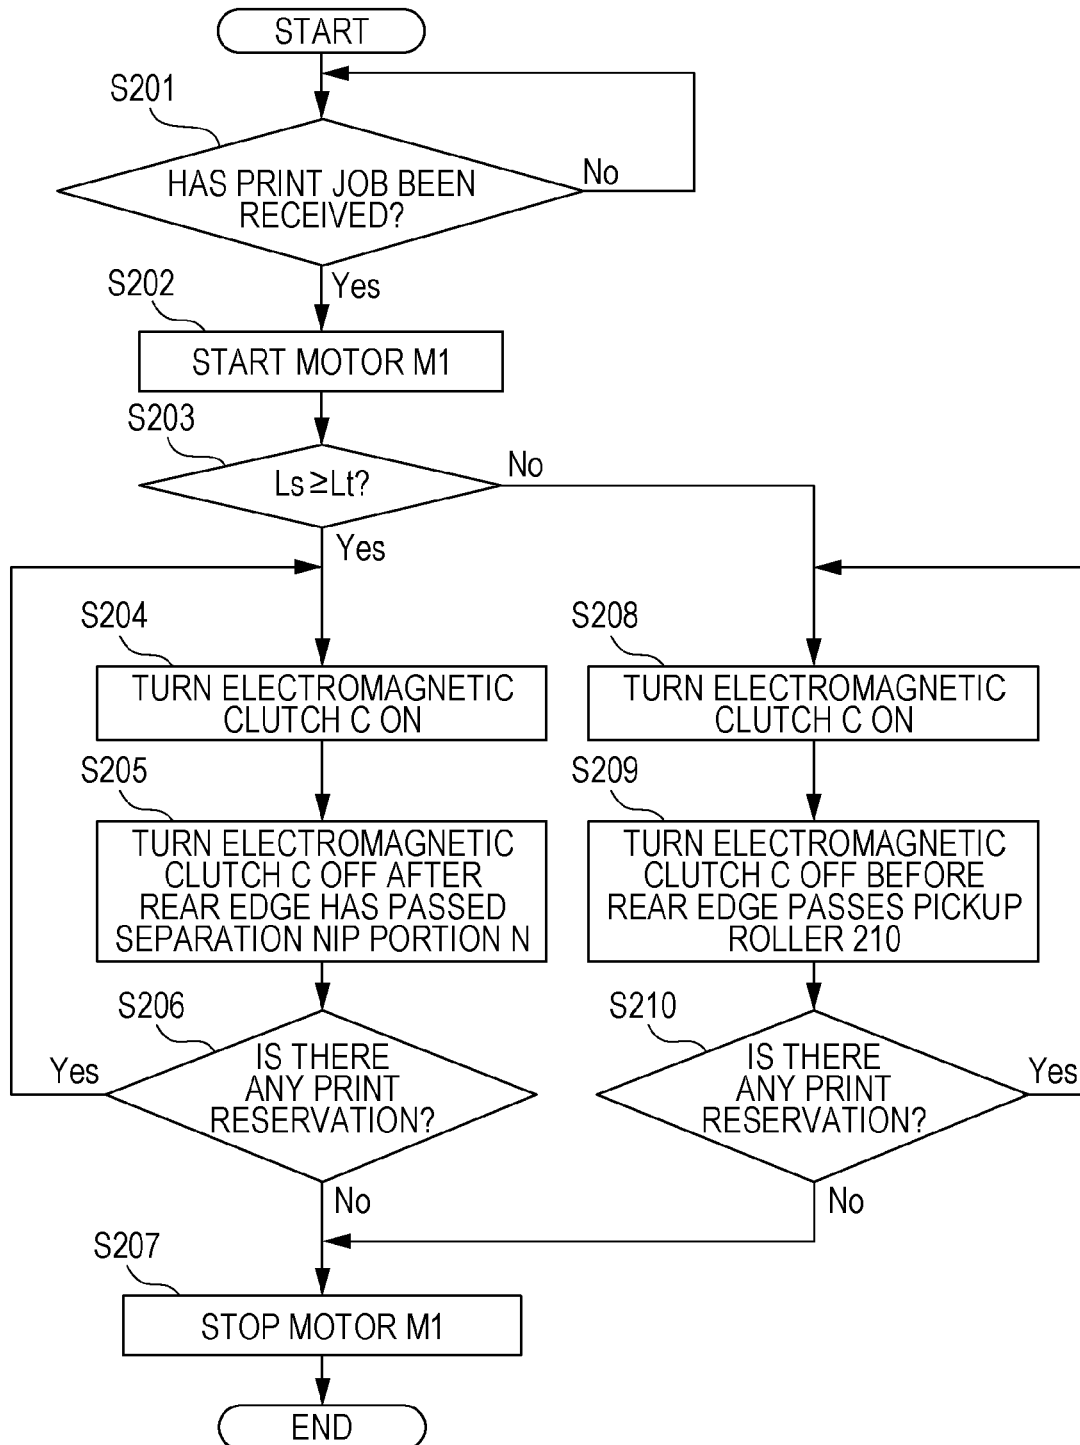 START
S201
HAS PRINT JOB BEEN
RECEIVED?
No
Yes
S202
START MOTOR M1
S203
Ls≥Lt?
No
Yes
S204
TURN ELECTROMAGNETIC
CLUTCH C ON
S208
TURN ELECTROMAGNETIC
CLUTCH C ON
S205
TURN ELECTROMAGNETIC
CLUTCH C OFF AFTER
REAR EDGE HAS PASSED
SEPARATION NIP PORTION N
S209
TURN ELECTROMAGNETIC
CLUTCH C OFF BEFORE
REAR EDGE PASSES PICKUP
ROLLER 210
S206
IS THERE
ANY PRINT
RESERVATION?
Yes
No
S210
IS THERE
ANY PRINT
RESERVATION?
Yes
No
S207
STOP MOTOR M1
END